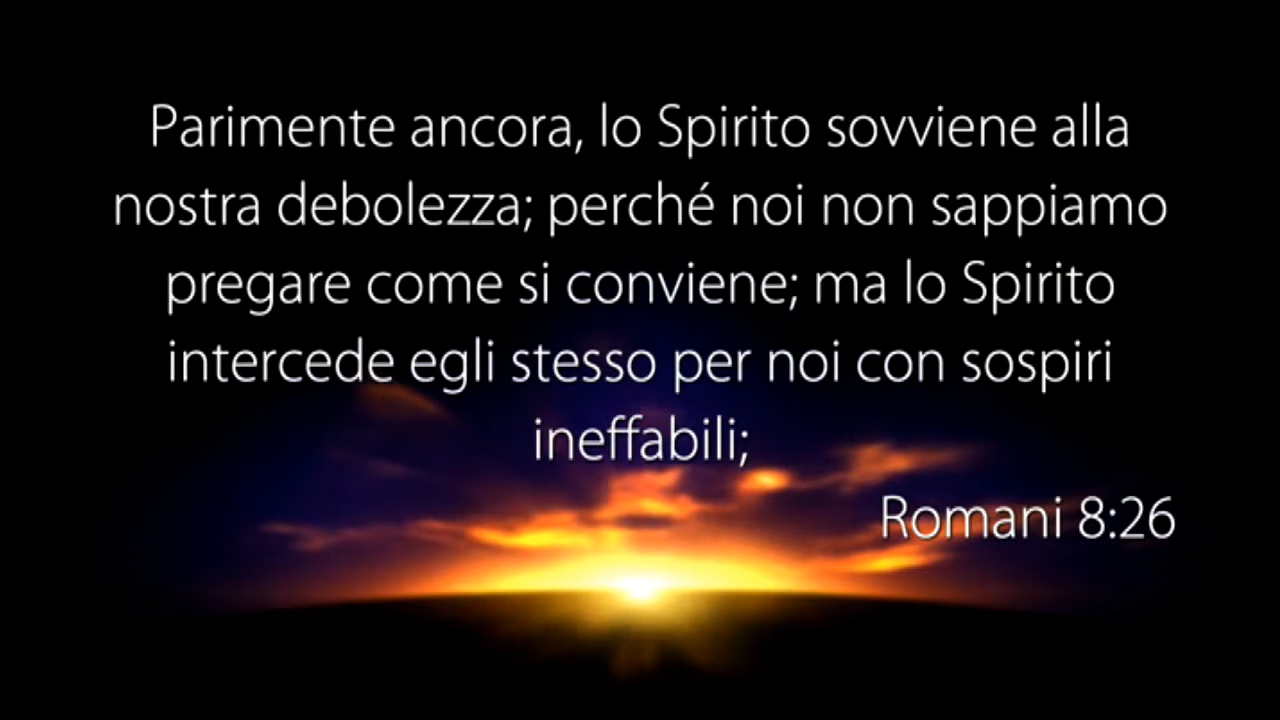 Parimente ancora, lo Spirito sovviene alla
nostra debolezza; perché noi non sappiamo
pregare come si conviene; ma lo Spirito
intercede egli stesso per noi con sospiri
ineffabili;
Romani 8:26